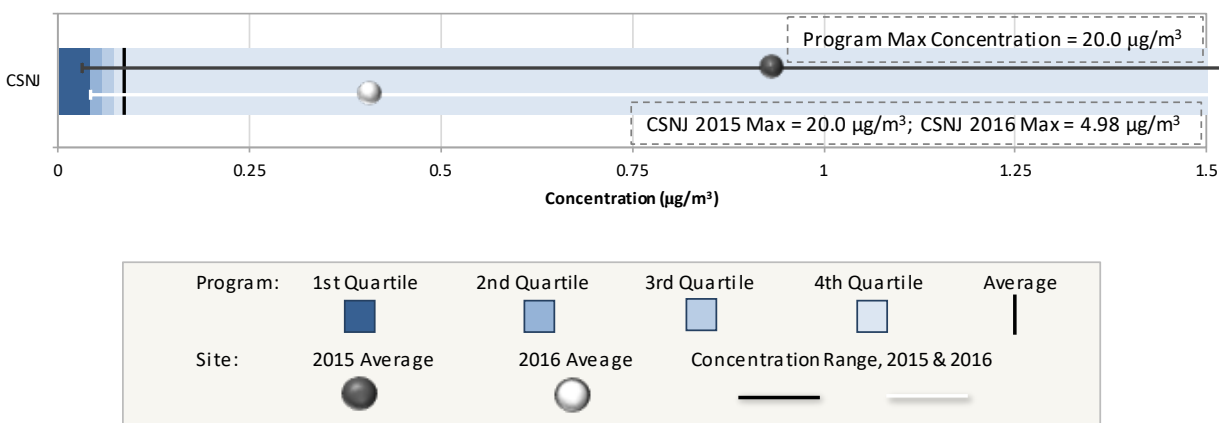 Program Max Concentration = 20.0 µg/m³
CSNJ
CSNJ 2015 Max = 20.0 µg/m³; CSNJ 2016 Max = 4.98 µg/m³
0 0.25 0.5 0.75 1 1.25 1.5
Concentration (µg/m³)
Program: 1st Quartile 2nd Quartile 3rd Quartile 4th Quartile Average
Site: 2015 Average 2016 Aveage Concentration Range, 2015 & 2016